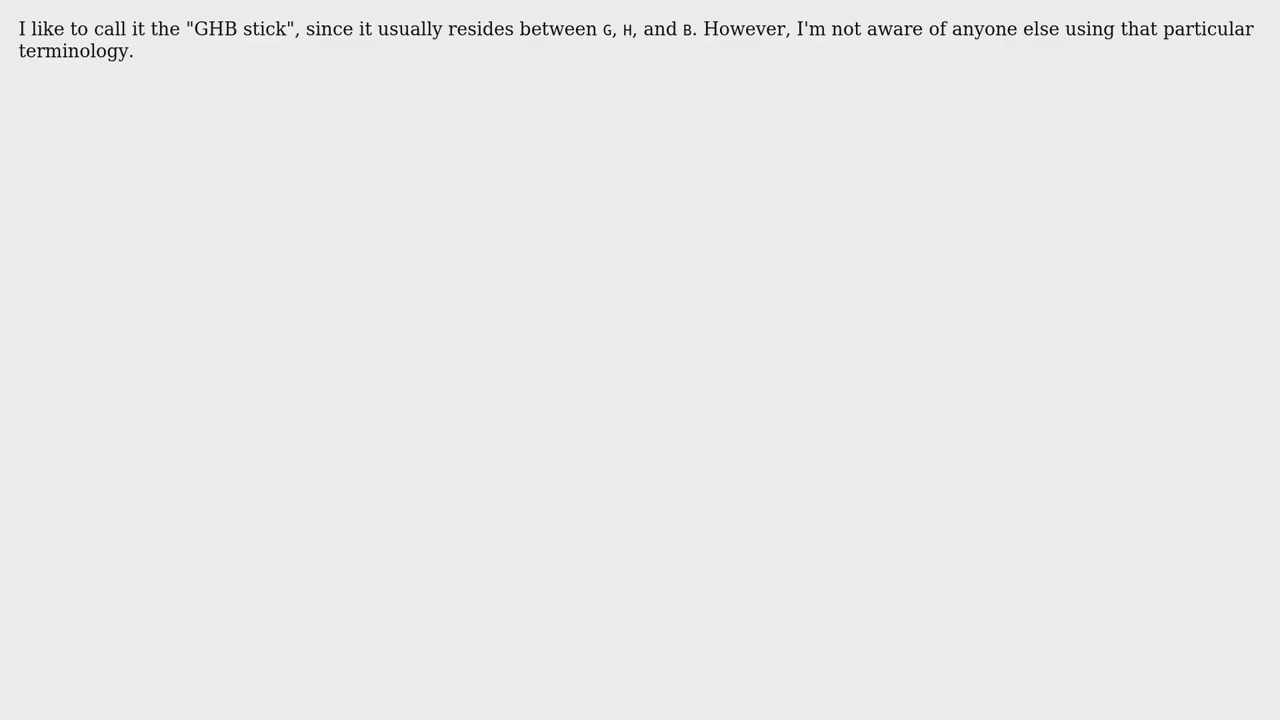 I like to call it the "GHB stick", since it usually resides between G, H, and B. However, I'm not aware of anyone else using that particular
terminology.